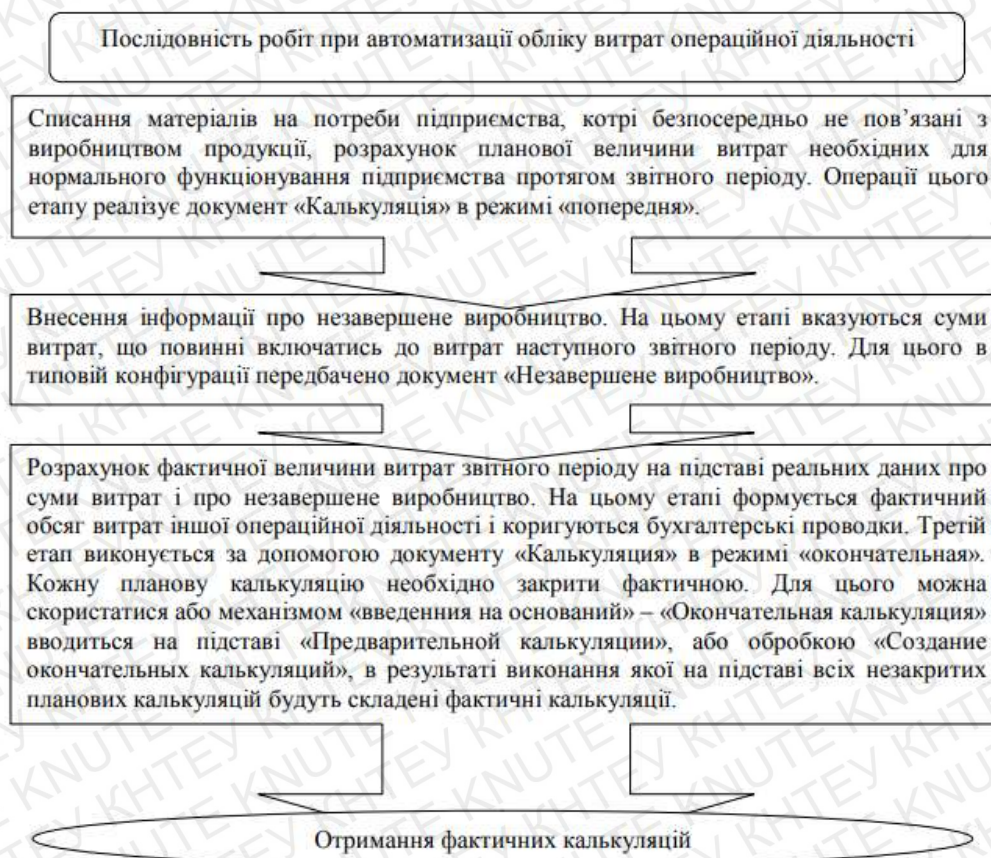 Послідовність робіт при автоматизації обліку витрат операційної діяльності
Списання матеріалів на потреби підприємства, котрі безпосередньо не пов’язані з
виробництвом продукції, розрахунок планової величини витрат необхідних для
нормального функціонування підприємства протягом звітного періоду. Операції цього
етапу реалізує документ «Калькуляція» в режимі «попередня».
Внесення інформації про незавершене виробництво. На цьому етапі вказуються суми
витрат, що повинні включатись до витрат наступного звітного періоду. Для цього в
типовій конфігурації передбачено документ «Незавершене виробництво».
Розрахунок фактичної величини витрат звітного періоду на підставі реальних даних про
суми витрат і про незавершене виробництво. На цьому етапі формується фактичний
обсяг витрат іншої операційної діяльності і коригуються бухгалтерські проводки. Третій
етап виконується за допомогою документу «Калькуляция» в режимі «окончательная».
Кожну планову калькуляцію необхідно закрити фактичною. Для цього можна
скористатися або механізмом «введенния на оснований» – «Окончательная калькуляция»
вводиться на підставі «Предварительной калькуляции», або обробкою «Создание
окончательных калькуляций», в результаті виконання якої на підставі всіх незакритих
планових калькуляцій будуть складені фактичні калькуляції.
Отримання фактичних калькуляцій